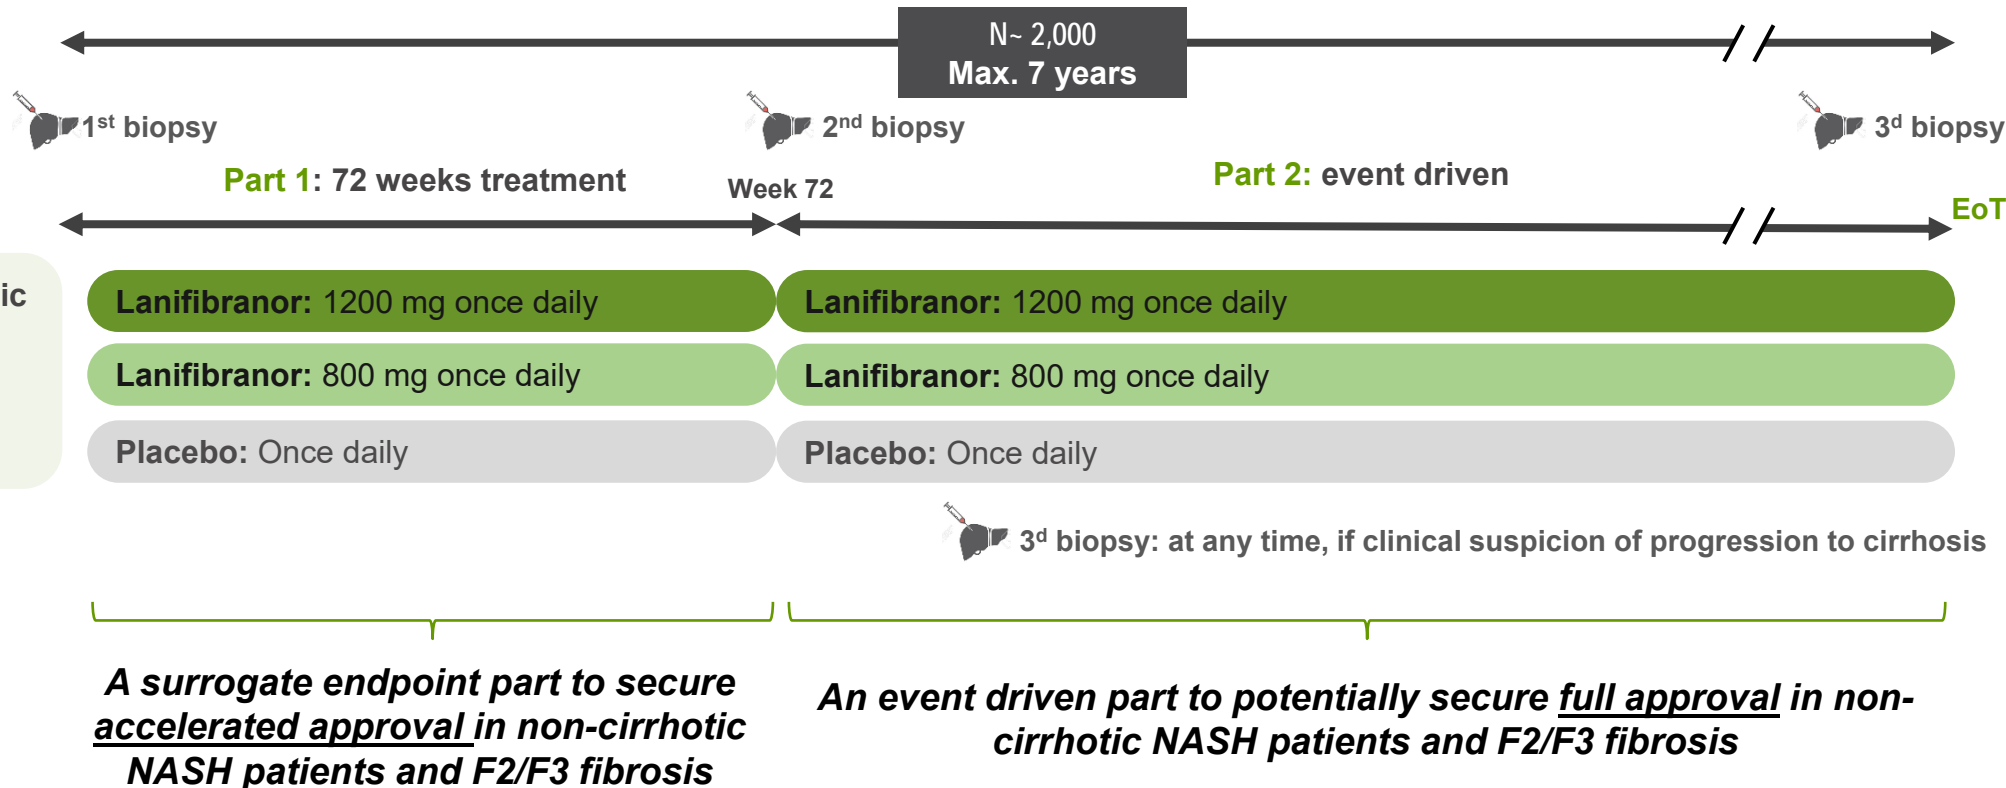 N~ 2,000
Max. 7 years
1st biopsy
2nd biopsy
3d biopsy
Part 1: 72 weeks treatment
Week 72
Part 2: event driven
EoT
ic
Lanifibranor: 1200 mg once daily
Lanifibranor: 1200 mg once daily
Lanifibranor: 800 mg once daily
Lanifibranor: 800 mg once daily
Placebo: Once daily
Placebo: Once daily
3d biopsy: at any time, if clinical suspicion of progression to cirrhosis
A surrogate endpoint part to secure
accelerated approval in non-cirrhotic
NASH patients and F2/F3 fibrosis
An event driven part to potentially secure full approval in non-
cirrhotic NASH patients and F2/F3 fibrosis